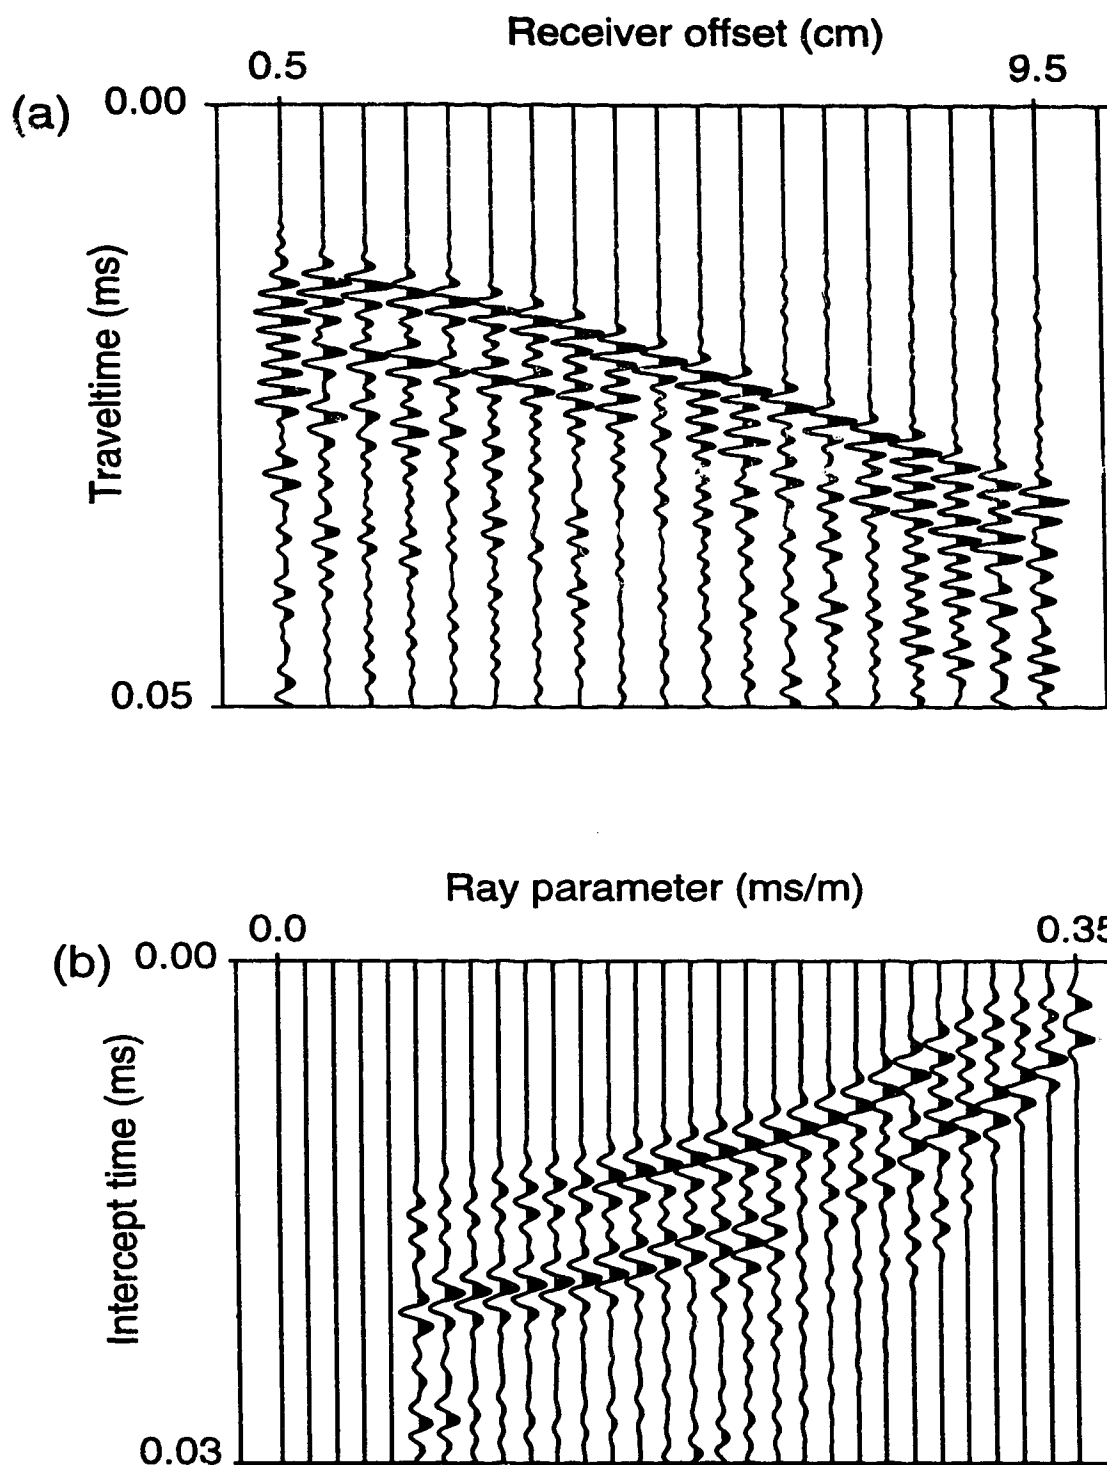 Receiver offset (cm)
0.5 9.5
(a) 0.00
Traveltime (ms)
0.05
Ray parameter (ms/m)
0.0 0.35
(b) 0.00
Intercept time (ms)
0.03